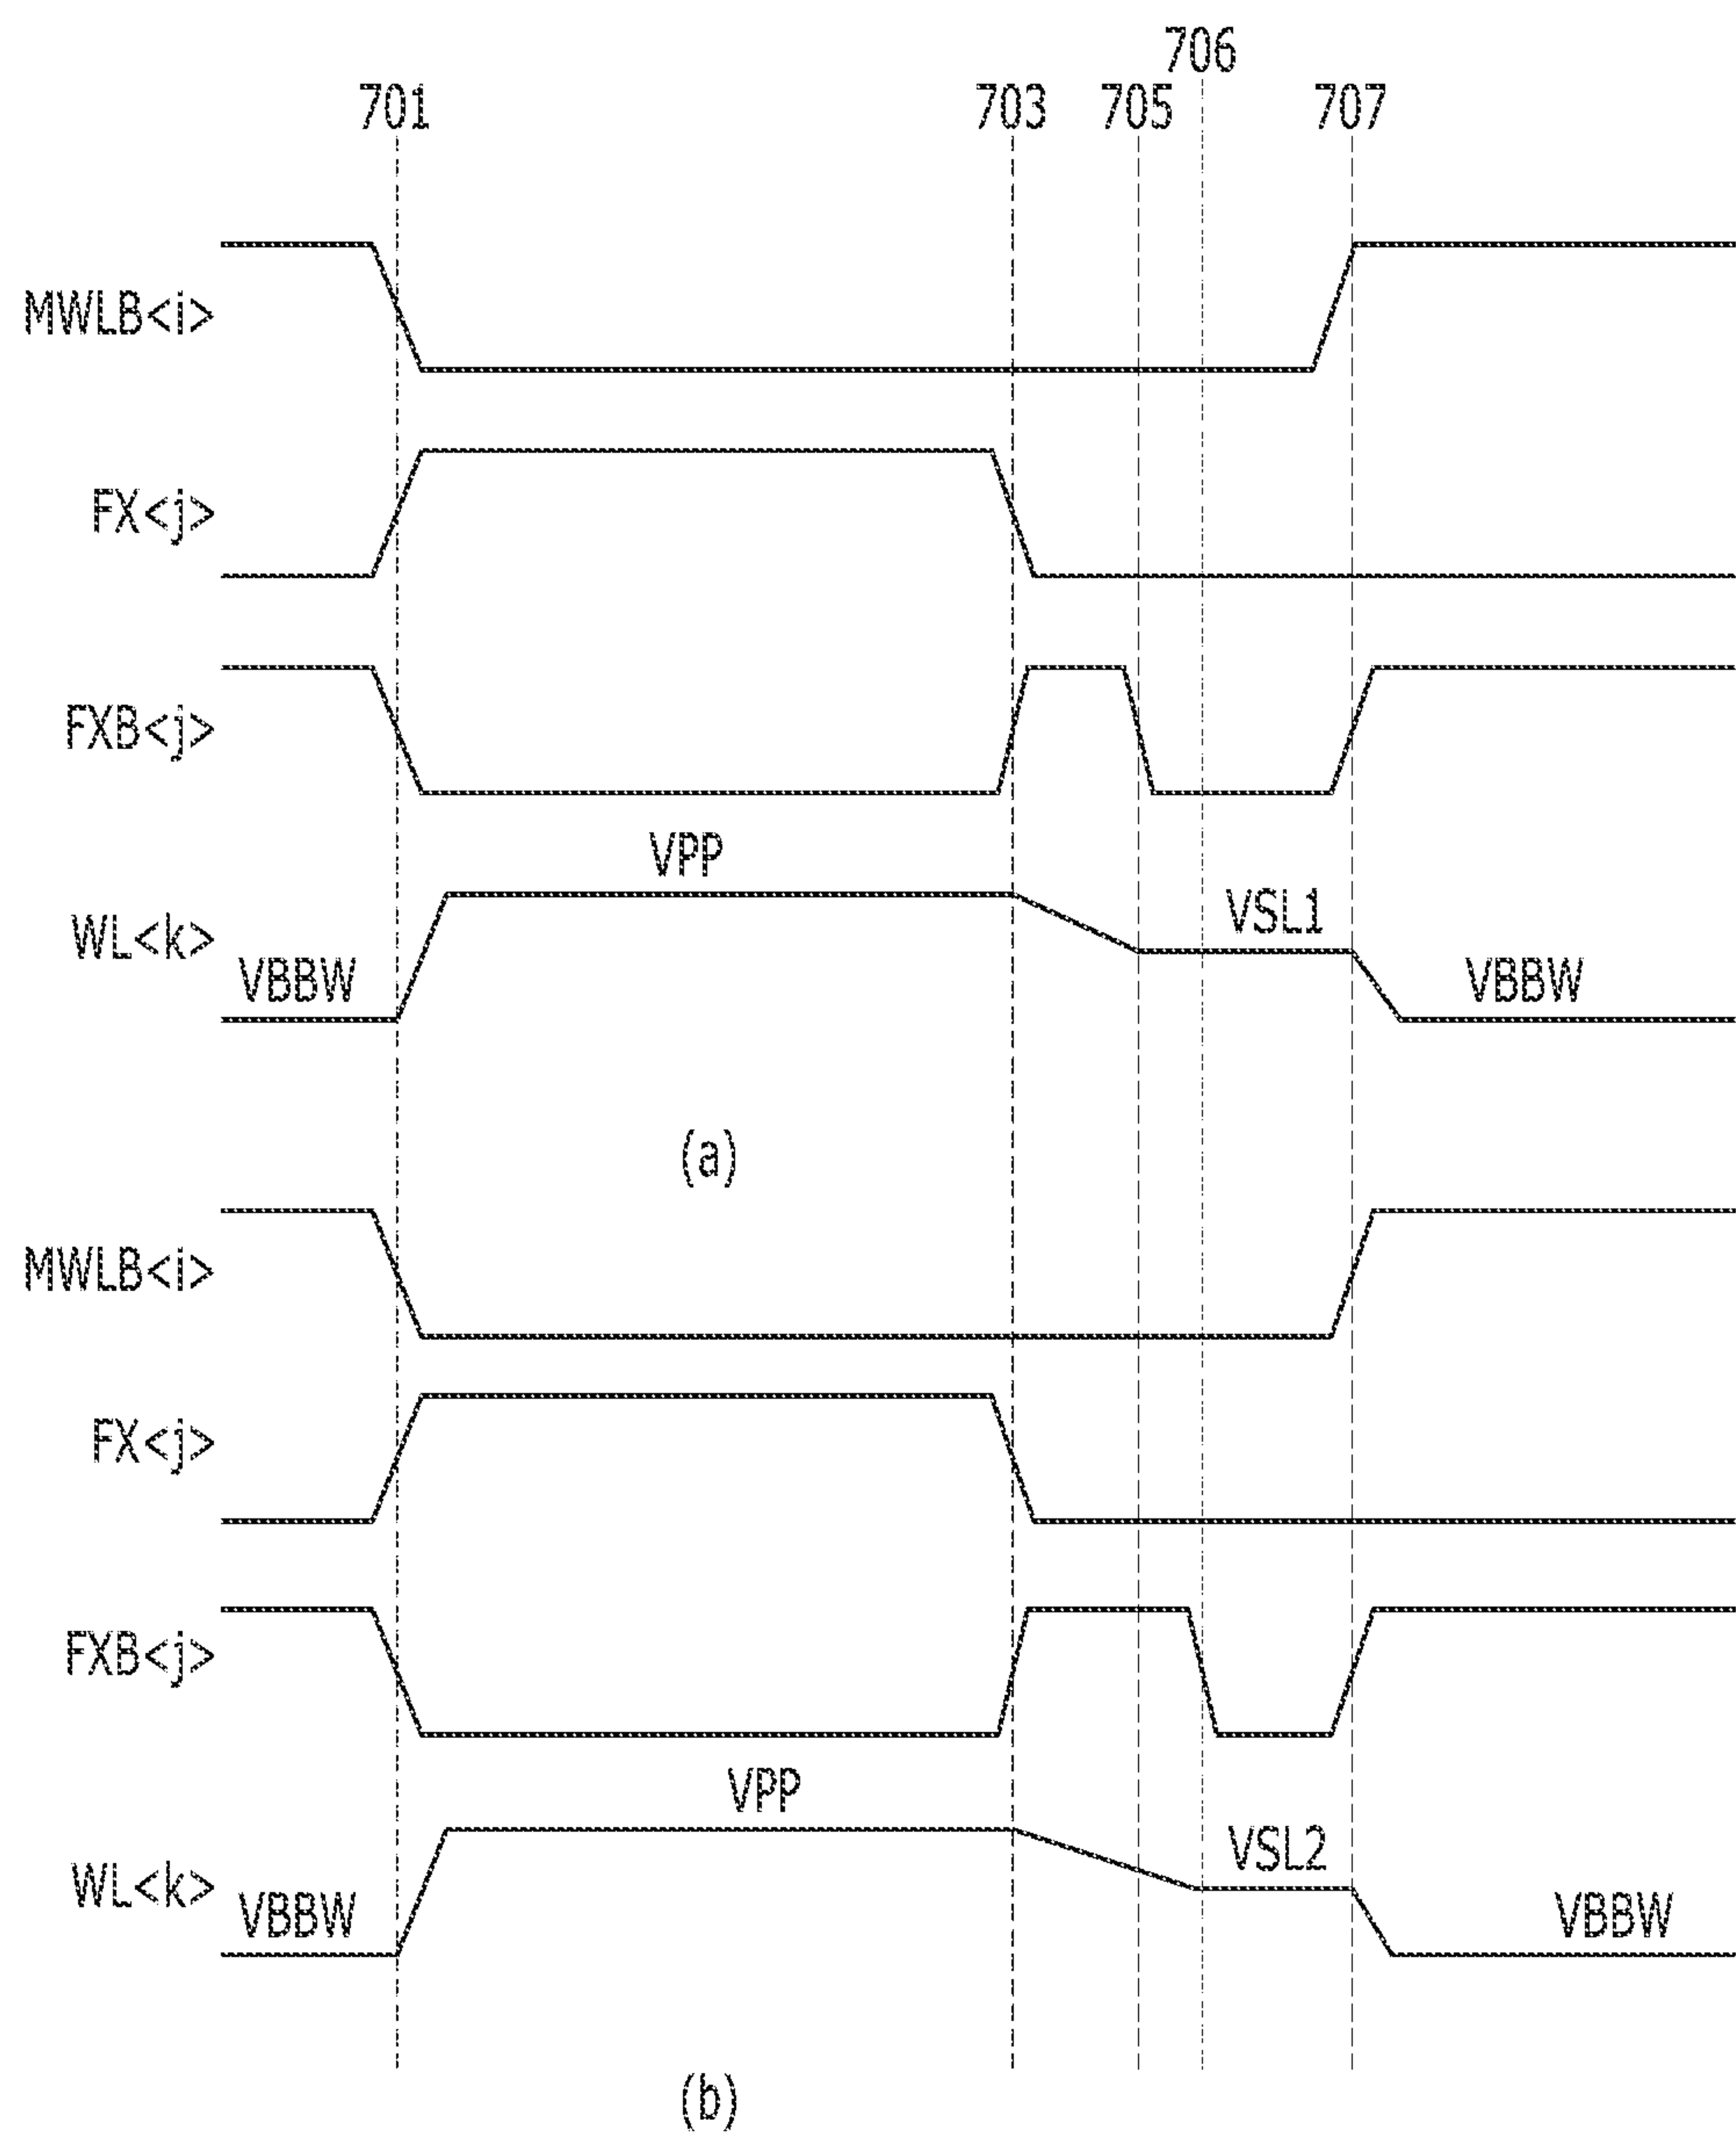 706
701 703 705 707
MWLB<i>
FX<j>
FXB<j>
VPP
WL<k> VSL1
VBBW VBBW
(a)
MWLB<i>
FX<j>
FXB<j>
VPP
WL<k> VSL2
VBBW VBBW
(b)